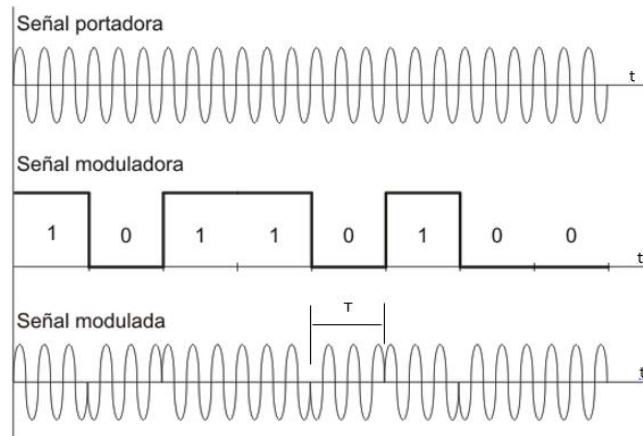 Señal portadora
t
Señal moduladora
1 0 1 1 0 1 0 0
t
T
Señal modulada
t